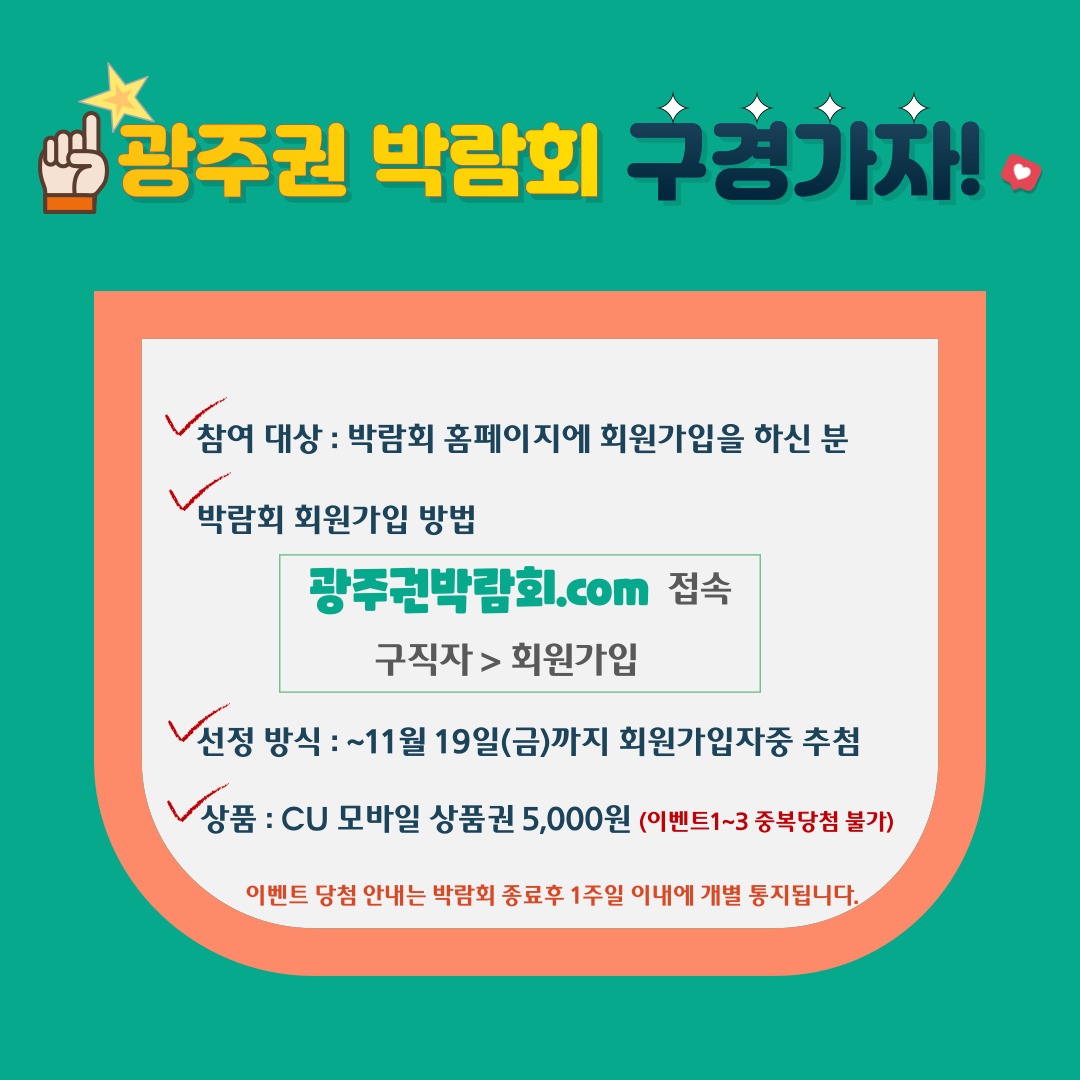 광주권 박람회 구경가자!
참여 대상 : 박람회 홈페이지에 회원가입을 하신 분
박람회 회원가입 방법
광주권박람회.com 접속
구직자 > 회원가입
선정 방식 : ~11월 19일(금)까지 회원가입자중 추첨
상품 : CU 모바일 상품권 5,000원 (이벤트1~3 중복당첨 불가)
이벤트 당첨 안내는 박람회 종료후 1주일 이내에 개별 통지됩니다.